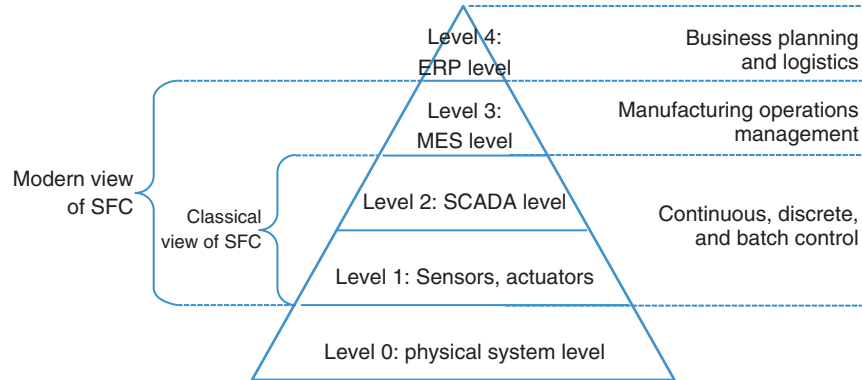 Level 4:
ERP level
Business planning
and logistics
Level 3:
MES level
Manufacturing operations
management
Modern view
of SFC
Classical
view of SFC
Level 2: SCADA level
Continuous, discrete,
and batch control
Level 1: Sensors, actuators
Level 0: physical system level